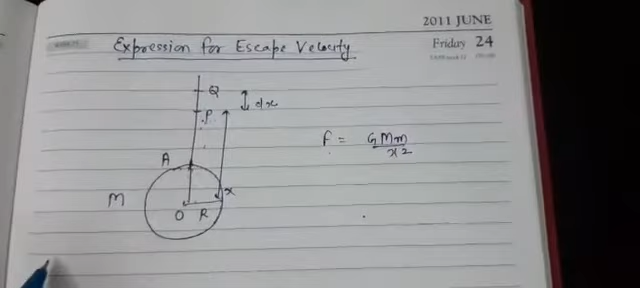 2011 JUNE
Friday 24
Expression for Escape Velocity
Q
dx
P
F = GMm
x2
A
x
M
O R